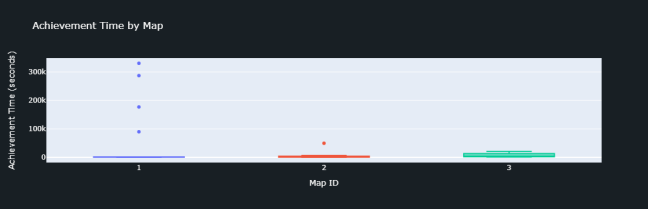 Achievement Time by Map
Achievement Time (seconds)
300k
200k
100k
0
1
2
3
Map ID